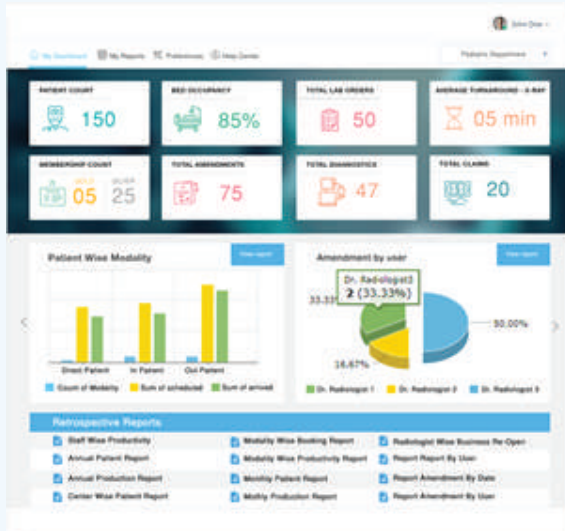 John Doe
My Dashboard My Reports Preferences Help Center
Pediatric Department
PATIENT COUNT
150
BED OCCUPANCY
85%
TOTAL LAB ORDERS
50
AVERAGE TURNAROUND - X-RAY
05 min
MEMBERSHIP COUNT
GOLD SILVER
05 25
TOTAL AMENDMENTS
75
TOTAL DIAGNOSTICS
47
TOTAL CLAIMS
20
Patient Wise Modality
View report
Direct Patient In Patient Out Patient
Count of Modality Sum of scheduled Sum of arrived
Amendment by user
View report
Dr. Radiologist3
2 (33.33%)
33.33
50.00%
16.67%
Dr. Radiologist 1 Dr. Radiologist 2 Dr. Radiologist 3
Retrospective Reports
Staff Wise Productivity Modality Wise Booking Report Radiologist Wise Business Re-Open
Annual Patient Report Modality Wise Productivity Report Report Report By User
Annual Production Report Monthly Patient Report Report Amendment By Date
Center Wise Patient Report Mothly Production Report Report Amendment By User